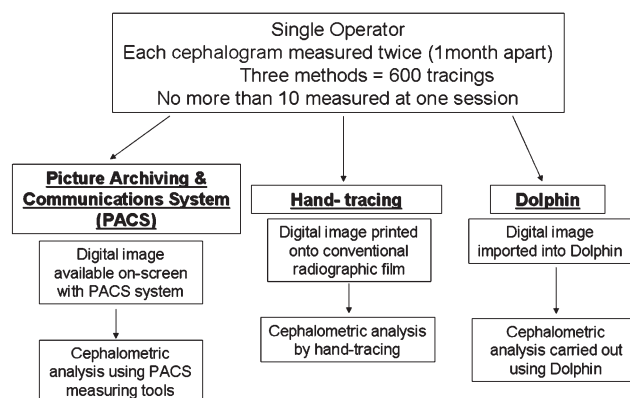 Single Operator
Each cephalogram measured twice (1month apart)
Three methods = 600 tracings
No more than 10 measured at one session
Picture Archiving &
Communications System
(PACS)
Digital image
available on-screen
with PACS system
Cephalometric
analysis using PACS
measuring tools
Hand- tracing
Digital image printed
onto conventional
radiographic film
Cephalometric analysis
by hand-tracing
Dolphin
Digital image
imported into Dolphin
Cephalometric
analysis carried out
using Dolphin